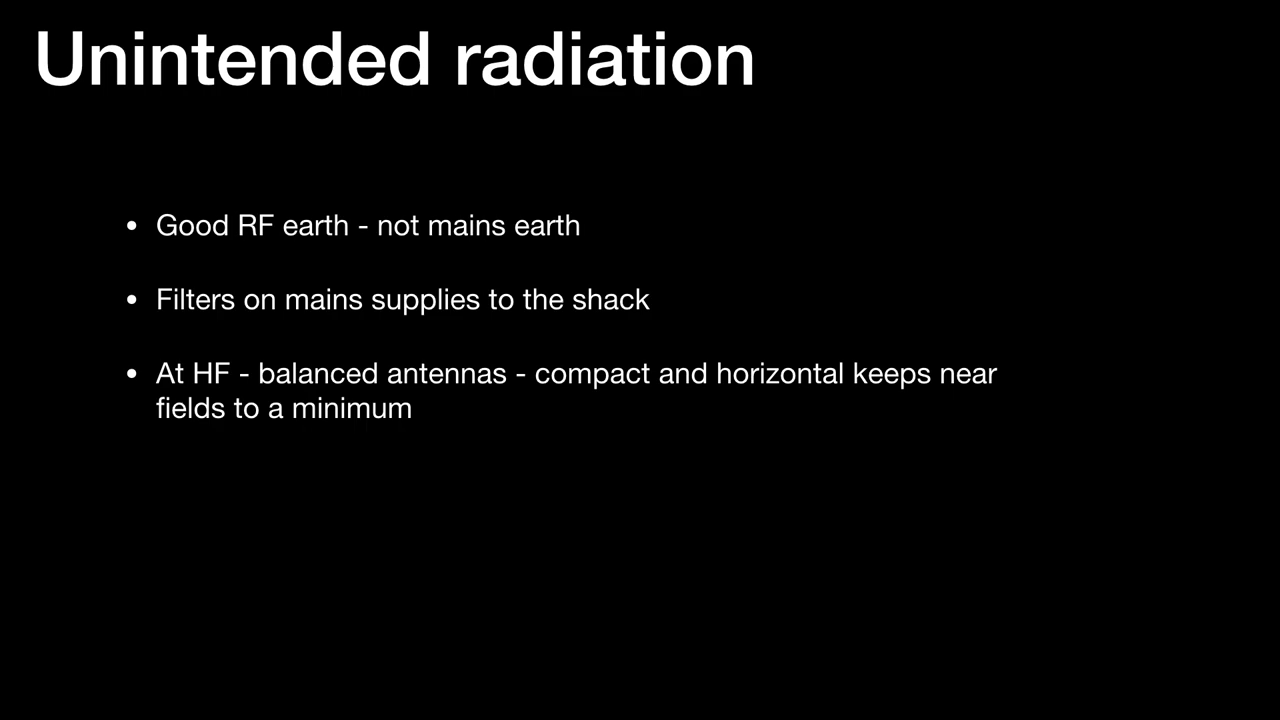 Unintended radiation
• Good RF earth - not mains earth
• Filters on mains supplies to the shack
• At HF - balanced antennas - compact and horizontal keeps near
fields to a minimum